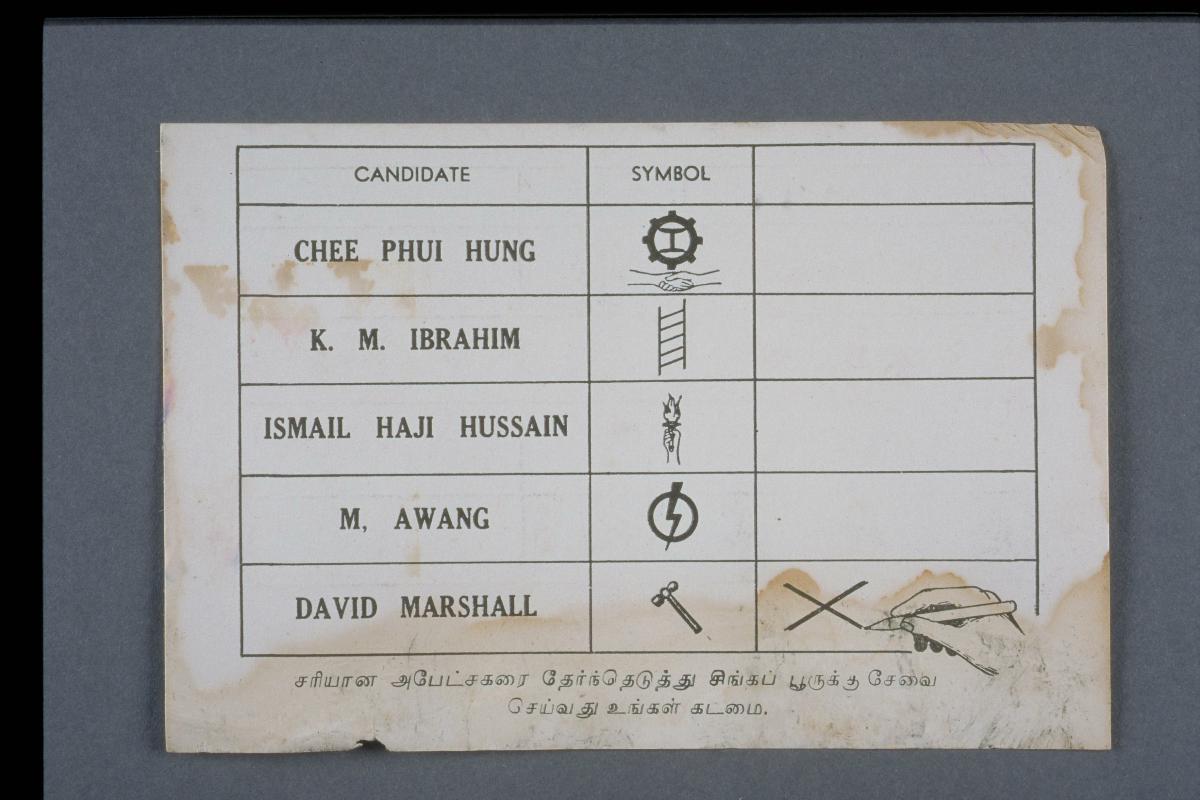 CANDIDATE SYMBOL
CHEE PHUI HUNG
K. M. IBRAHIM
ISMAIL HAJI HUSSAIN
M, AWANG
DAVID MARSHALL
சரியான அபேட்சகரை தேர்ந்தெடுத்து சிங்கப் பூருக்கு சேவை
செய்வது உங்கள் கடமை.